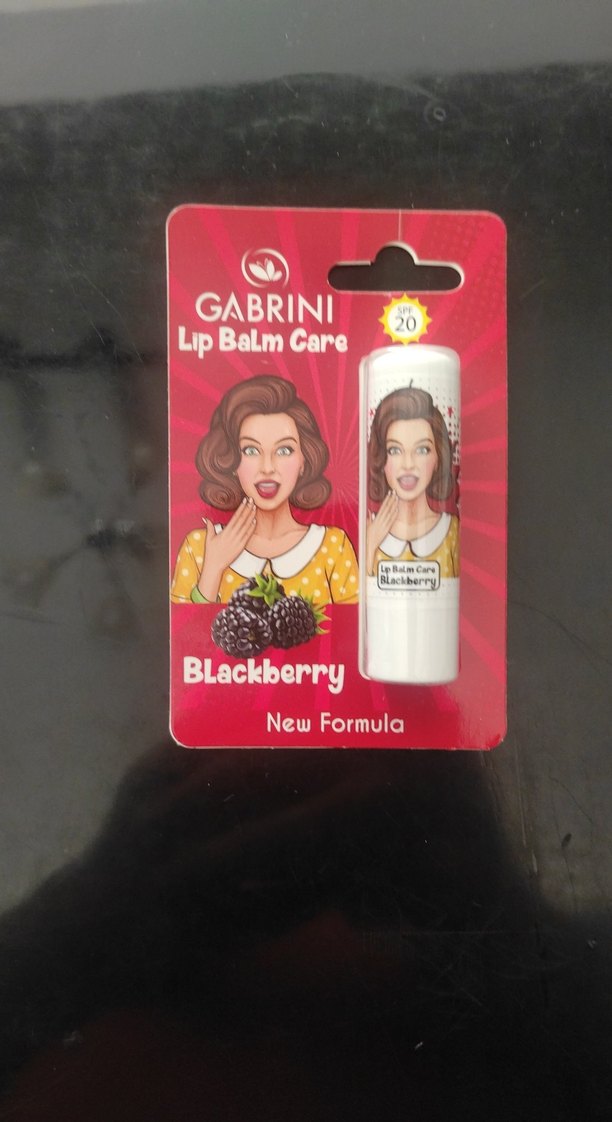 GABRINI
Lip Balm Care
SPF
20
Lip Balm Care
Blackberry
Blackberry
New Formula